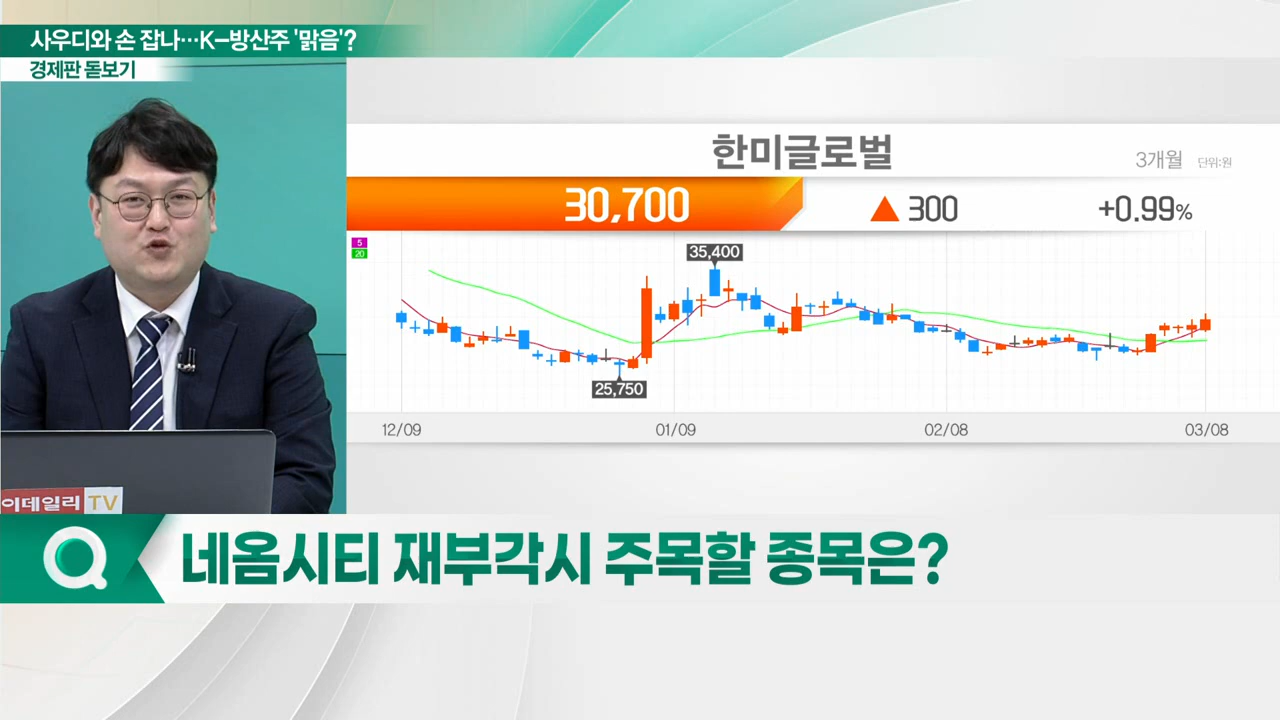 사우디와 손 잡나…K-방산주 '맑음'?
경제판 돋보기
한미글로벌
3개월 단위:원
30,700 ▲ 300 +0.99%
5
20
35,400
25,750
12/09 01/09 02/08 03/08
이데일리 TV
네옴시티 재부각시 주목할 종목은?